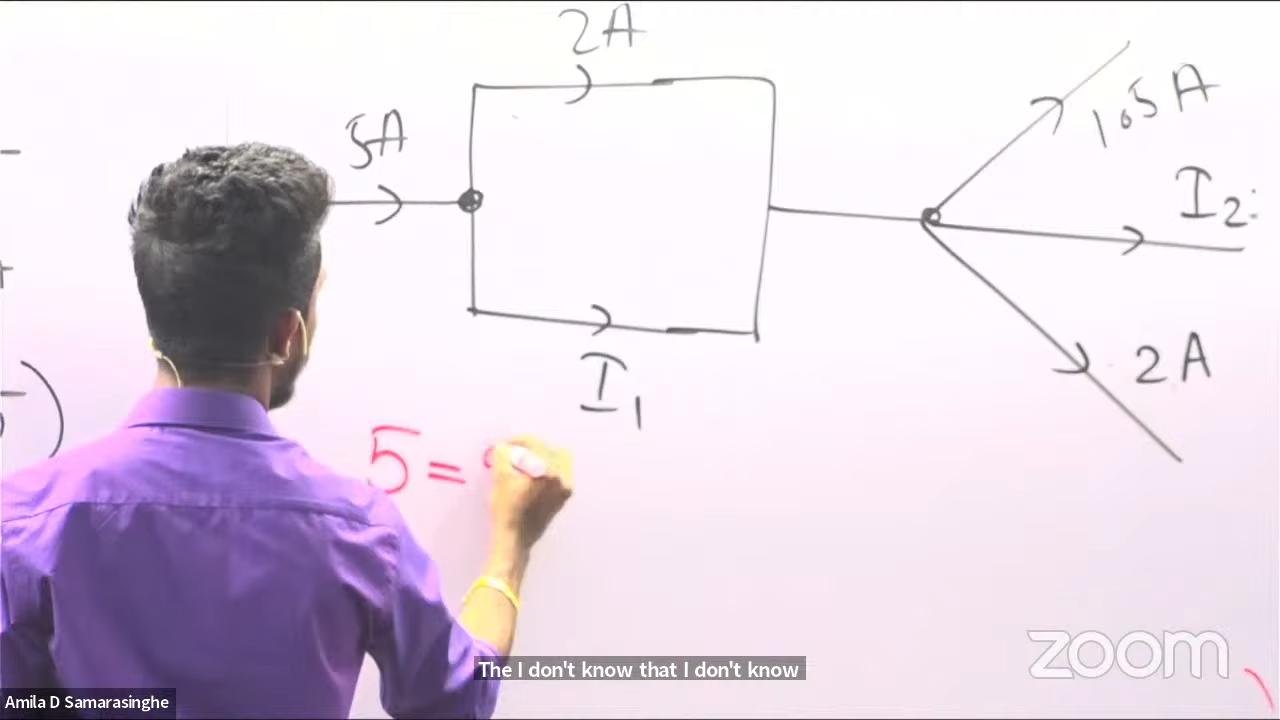 2A
5A
1.5A
I2:
I1
2A
5 =
zoom
The I don't know that I don't know
Amila D Samarasinghe